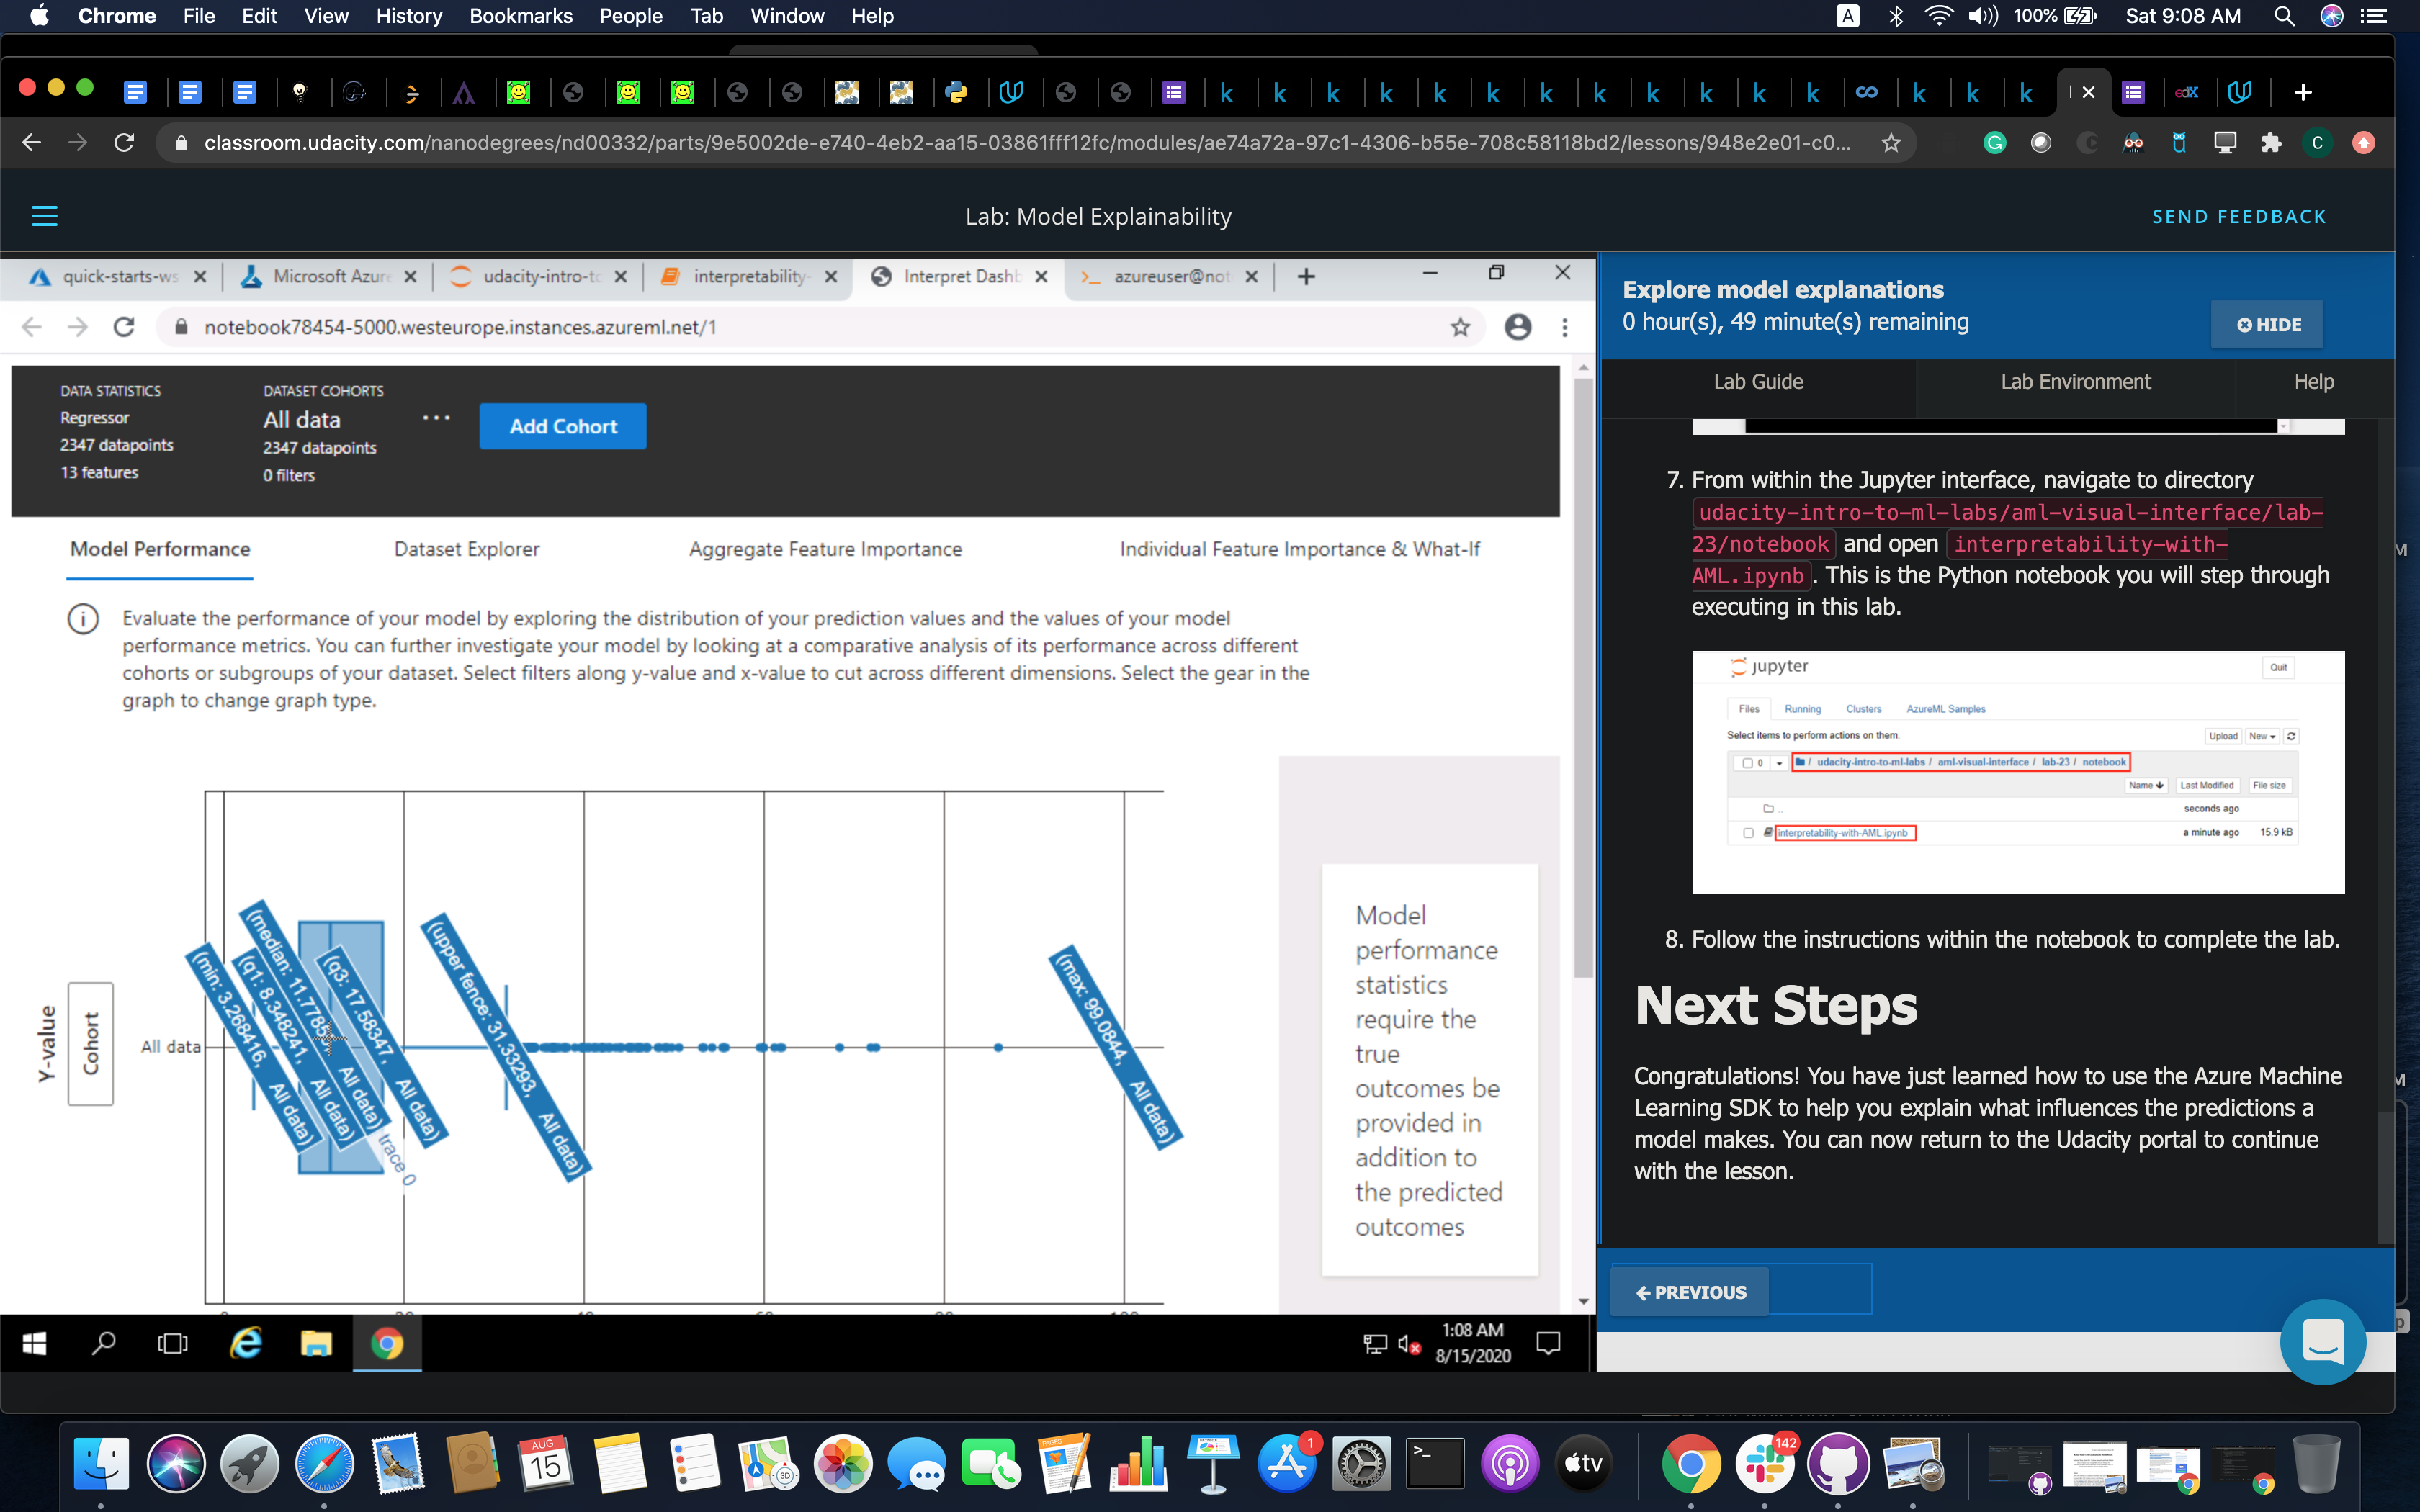 Chrome File Edit View History Bookmarks People Tab Window Help
A 100% Sat 9:08 AM
classroom.udacity.com/nanodegrees/nd00332/parts/9e5002de-e740-4eb2-aa15-03861fff12fc/modules/ae74a72a-97c1-4306-b55e-708c58118bd2/lessons/948e2e01-c0...
Lab: Model Explainability
SEND FEEDBACK
quick-starts-ws
Microsoft Azure
udacity-intro-to
interpretability-
Interpret Dashb
azureuser@not
notebook78454-5000.westeurope.instances.azureml.net/1
DATA STATISTICS
Regressor
2347 datapoints
13 features
DATASET COHORTS
All data
2347 datapoints
0 filters
Add Cohort
Model Performance
Dataset Explorer
Aggregate Feature Importance
Individual Feature Importance & What-If
Evaluate the performance of your model by exploring the distribution of your prediction values and the values of your model
performance metrics. You can further investigate your model by looking at a comparative analysis of its performance across different
cohorts or subgroups of your dataset. Select filters along y-value and x-value to cut across different dimensions. Select the gear in the
graph to change graph type.
Y-value
Cohort
All data
(min: 3.268416, All data)
(q1: 8.348241, All data)
(median: 11.7785, All data)
trace 0
(q3: 17.58347, All data)
(upper fence: 31.33293, All data)
(max: 99.0844, All data)
Model
performance
statistics
require the
true
outcomes be
provided in
addition to
the predicted
outcomes
1:08 AM
8/15/2020
Explore model explanations
0 hour(s), 49 minute(s) remaining
HIDE
Lab Guide
Lab Environment
Help
7. From within the Jupyter interface, navigate to directory
udacity-intro-to-ml-labs/aml-visual-interface/lab-
23/notebook and open interpretability-with-
AML.ipynb. This is the Python notebook you will step through
executing in this lab.
jupyter
Quit
Files Running Clusters AzureML Samples
Select items to perform actions on them.
Upload New
0 / udacity-intro-to-ml-labs / aml-visual-interface / lab-23 / notebook
Name Last Modified File size
.. seconds ago
interpretability-with-AML.ipynb a minute ago 15.9 kB
8. Follow the instructions within the notebook to complete the lab.
Next Steps
Congratulations! You have just learned how to use the Azure Machine
Learning SDK to help you explain what influences the predictions a
model makes. You can now return to the Udacity portal to continue
with the lesson.
PREVIOUS
AUG
15
PAGES
3D
1
tv
142